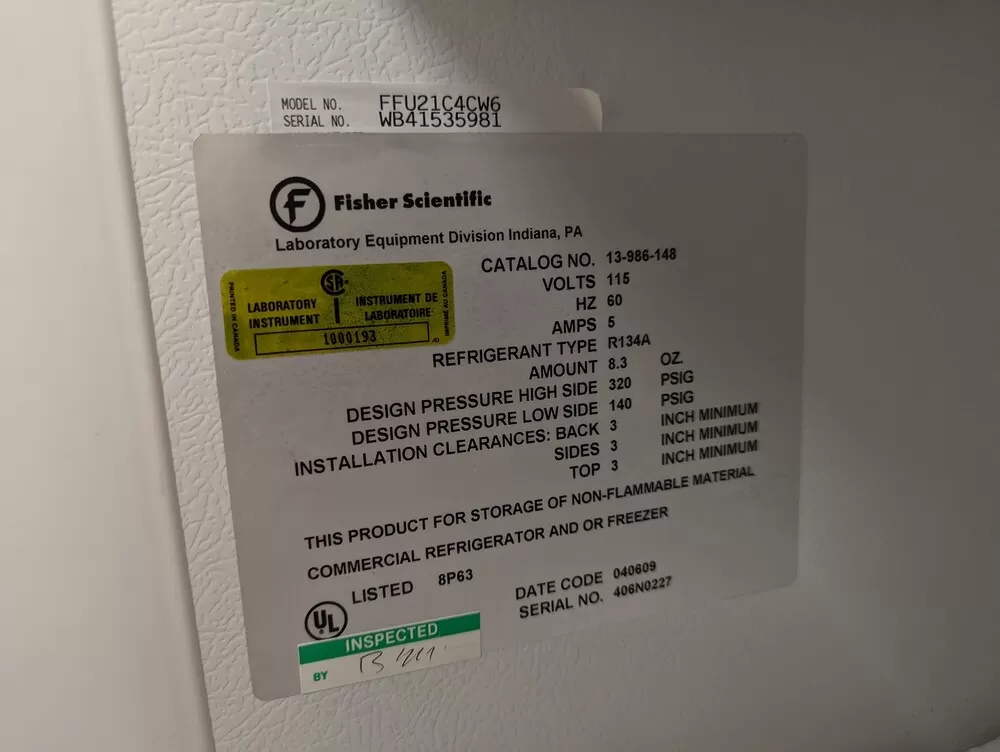 MODEL NO. FFU21C4CW6
SERIAL NO. WB41535981
F Fisher Scientific
Laboratory Equipment Division Indiana, PA
PRINTED IN CANADA
SA
LABORATORY INSTRUMENT
INSTRUMENT DE LABORATOIRE
IMPRIMÉ AU CANADA
1000193
CATALOG NO. 13-986-148
VOLTS 115
HZ 60
AMPS 5
REFRIGERANT TYPE R134A
AMOUNT 8.3 OZ.
DESIGN PRESSURE HIGH SIDE 320 PSIG
DESIGN PRESSURE LOW SIDE 140 PSIG
INSTALLATION CLEARANCES: BACK 3 INCH MINIMUM
SIDES 3 INCH MINIMUM
TOP 3 INCH MINIMUM
THIS PRODUCT FOR STORAGE OF NON-FLAMMABLE MATERIAL
COMMERCIAL REFRIGERATOR AND OR FREEZER
UL LISTED 8P63
DATE CODE 040609
SERIAL NO. 406N0227
INSPECTED
BY